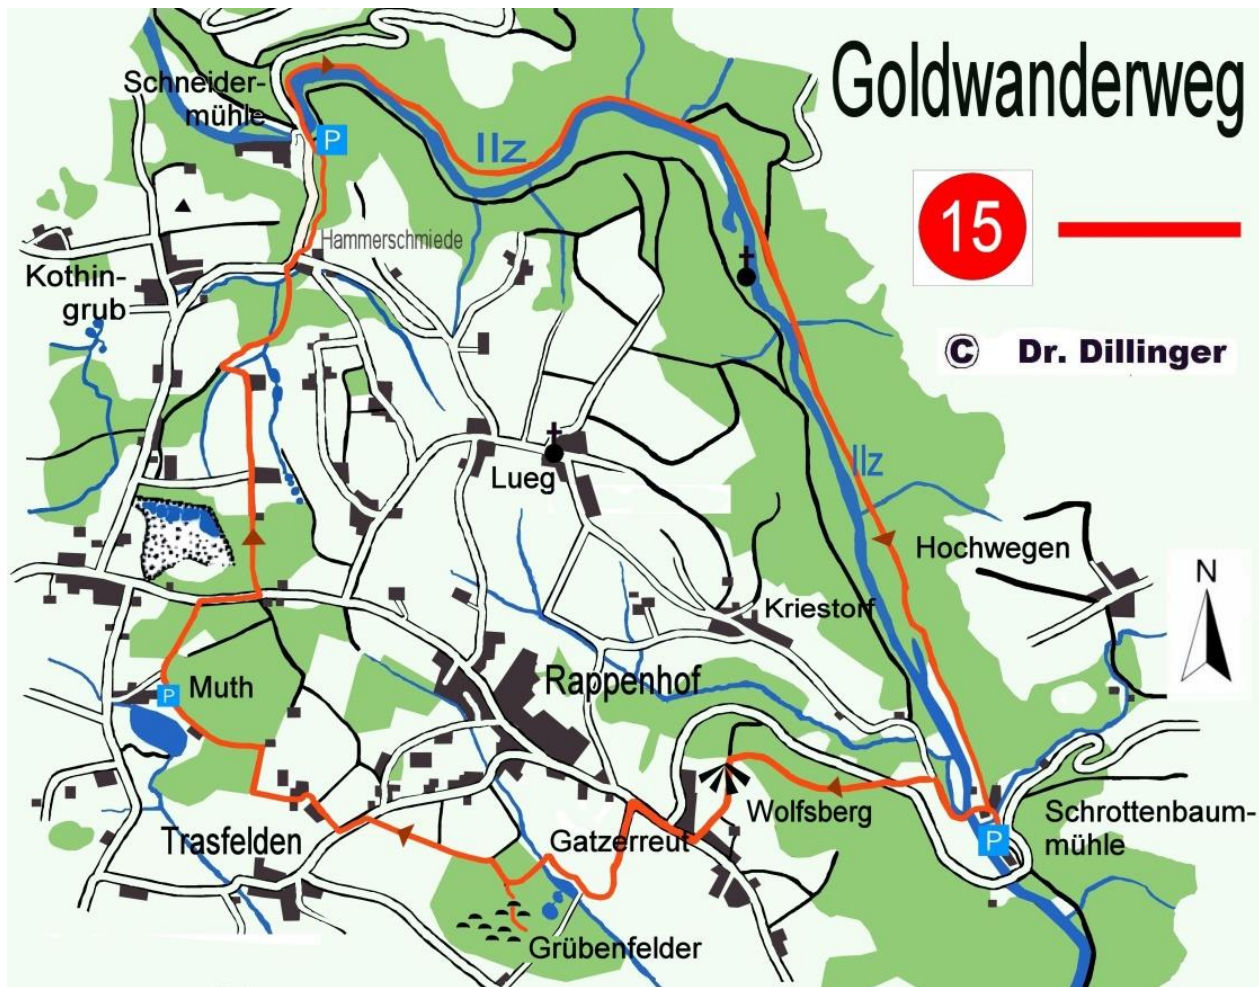 Goldwanderweg
15
© Dr. Dillinger
Schneider-
mühle
P
Ilz
Hammerschmiede
Kothin-
grub
Lueg
Ilz
Hochwegen
N
Kriestorf
Rappenhof
P
Muth
Wolfsberg
Schrottenbaum-
mühle
P
Trasfelden
Gatzerreut
Grübenfelder